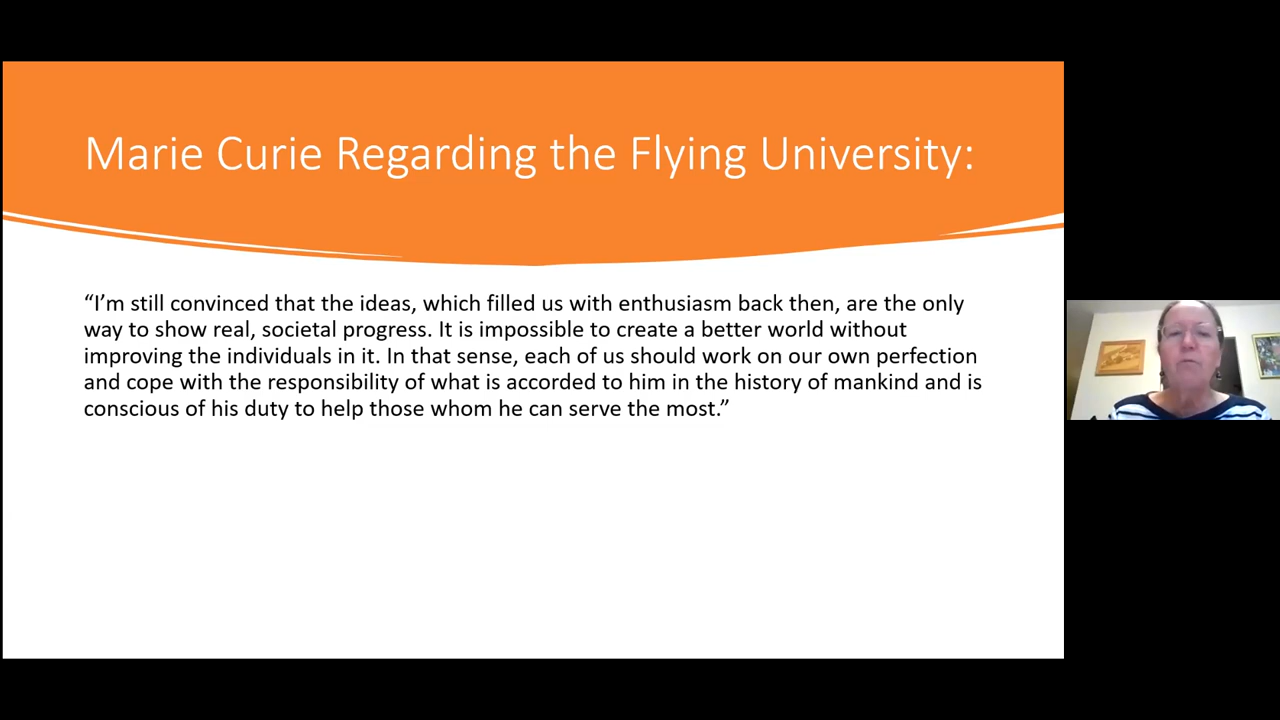 Marie Curie Regarding the Flying University:
“I’m still convinced that the ideas, which filled us with enthusiasm back then, are the only
way to show real, societal progress. It is impossible to create a better world without
improving the individuals in it. In that sense, each of us should work on our own perfection
and cope with the responsibility of what is accorded to him in the history of mankind and is
conscious of his duty to help those whom he can serve the most.”